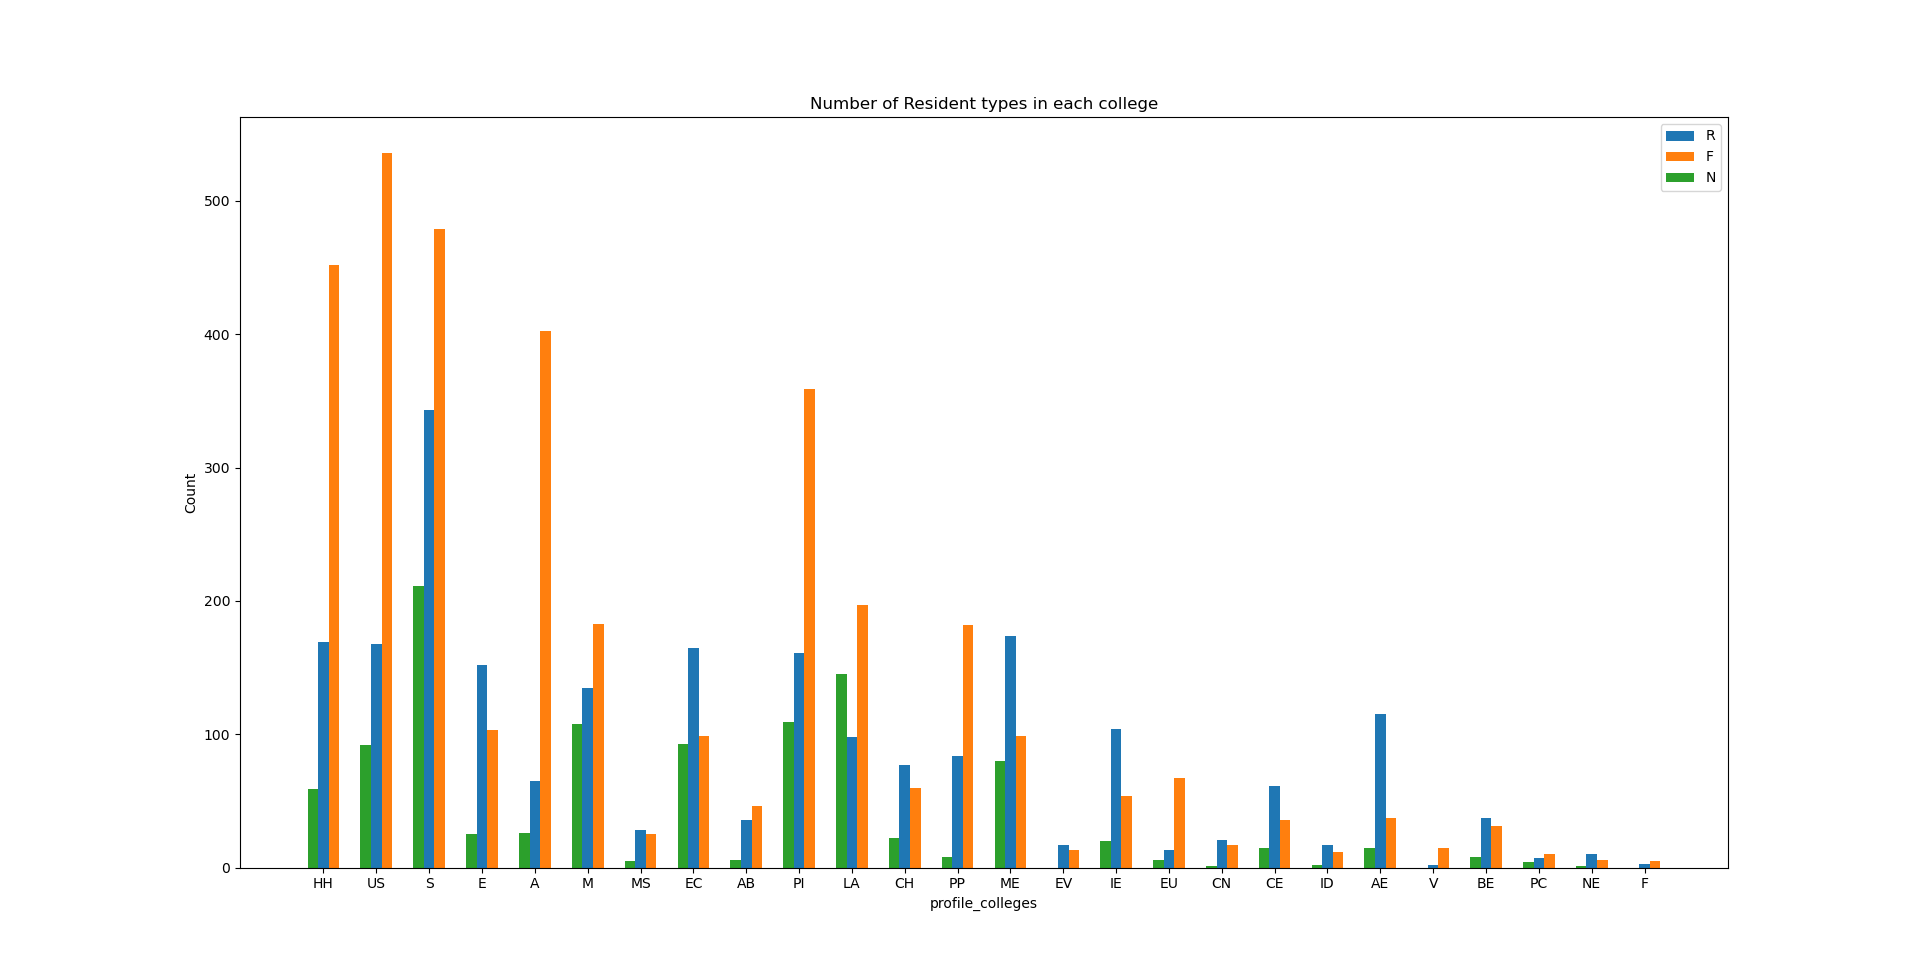 Number of Resident types in each college
R
F
N
500
400
300
200
100
0
Count
HH US S E A M MS EC AB PI LA CH PP ME EV IE EU CN CE ID AE V BE PC NE F
profile_colleges